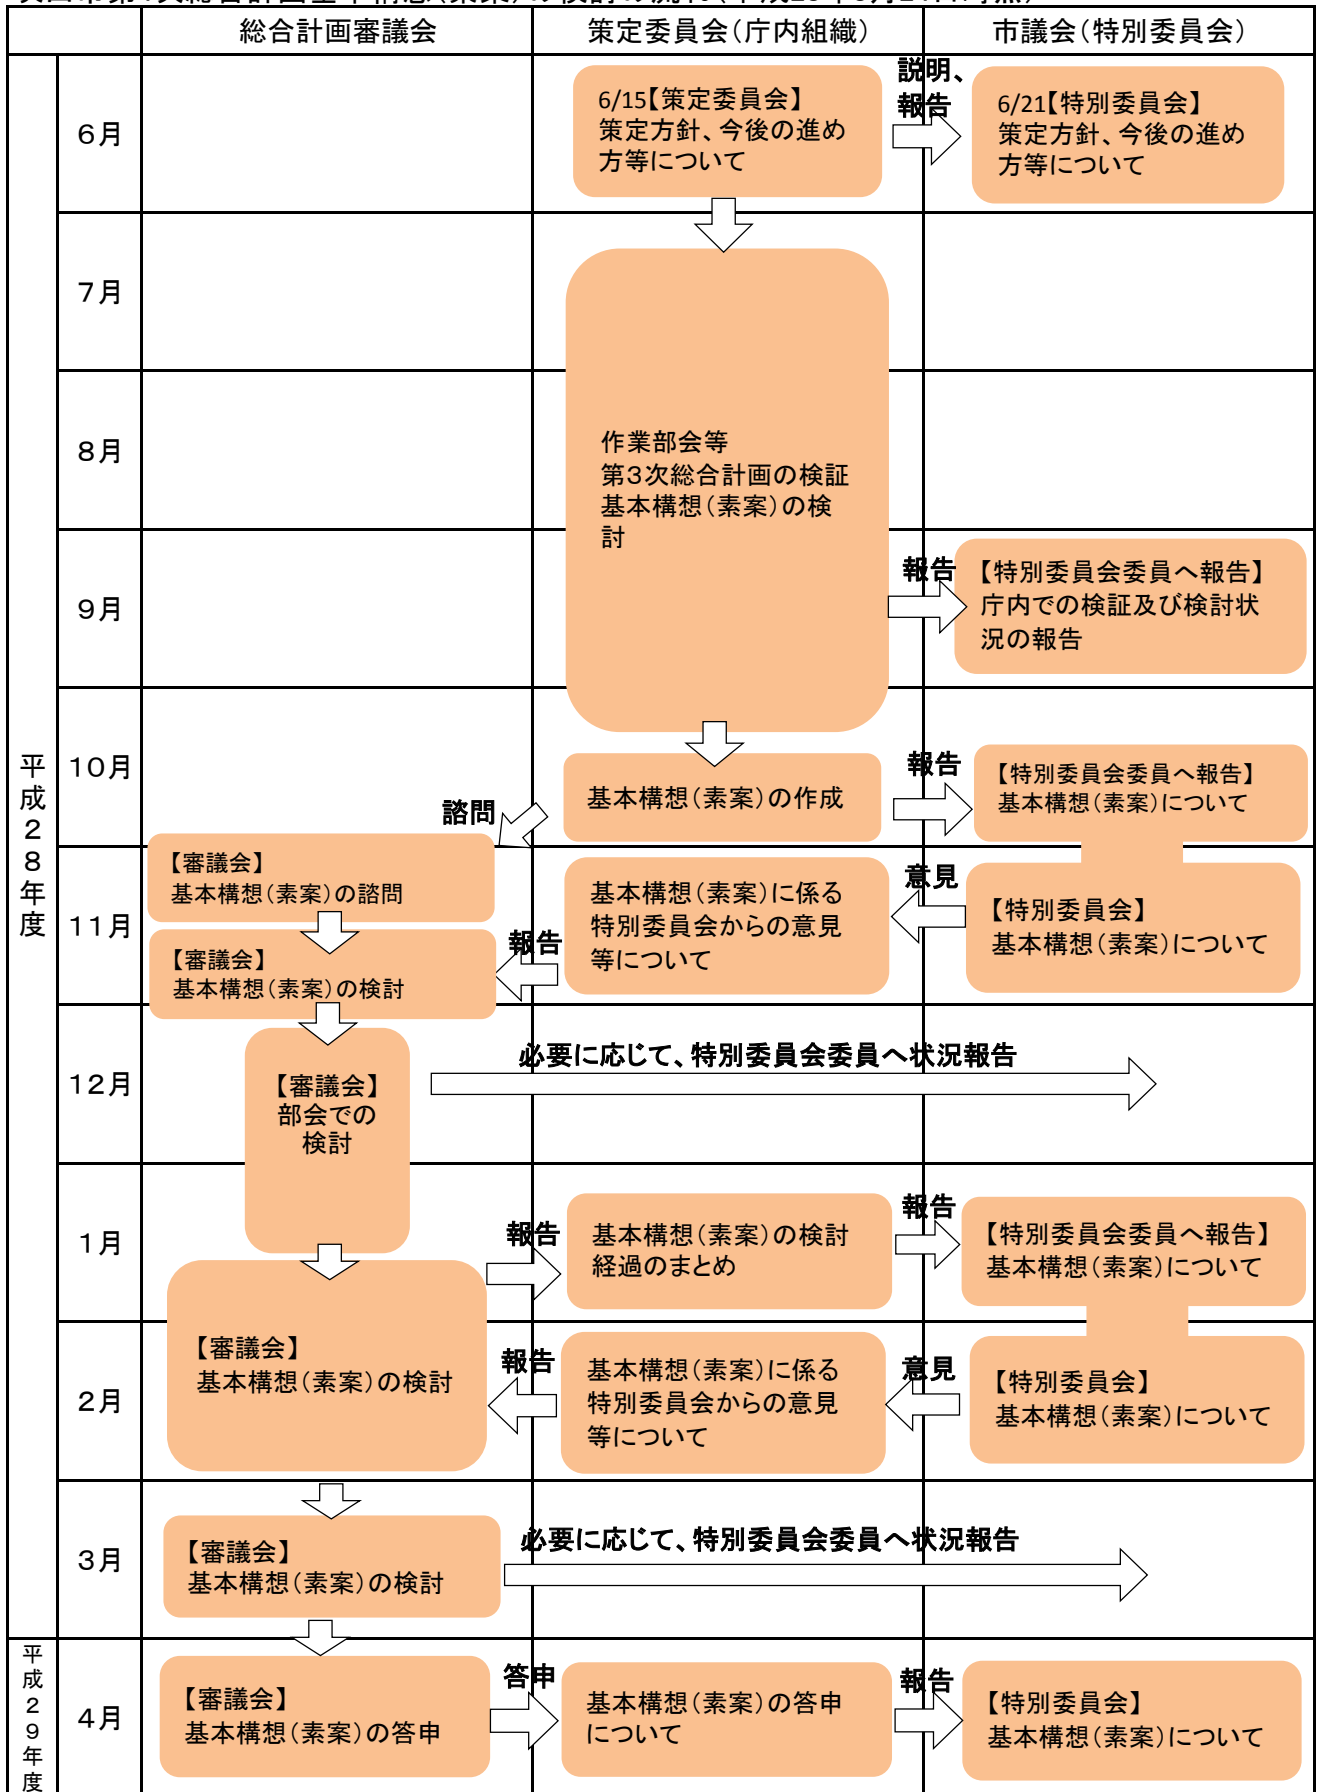 総合計画審議会
策定委員会（庁内組織）
市議会（特別委員会）
平成２８年度
６月
6/15【策定委員会】
策定方針、今後の進め
方等について
説明、
報告
6/21【特別委員会】
策定方針、今後の進め
方等について
７月
８月
作業部会等
第３次総合計画の検証
基本構想（素案）の検
討
９月
報告
【特別委員会委員へ報告】
庁内での検証及び検討状
況の報告
１０月
基本構想（素案）の作成
報告
【特別委員会委員へ報告】
基本構想（素案）について
諮問
１１月
【審議会】
基本構想（素案）の諮問
【審議会】
基本構想（素案）の検討
報告
基本構想（素案）に係る
特別委員会からの意見
等について
意見
【特別委員会】
基本構想（素案）について
１２月
【審議会】
部会での
検討
必要に応じて、特別委員会委員へ状況報告
１月
報告
基本構想（素案）の検討
経過のまとめ
報告
【特別委員会委員へ報告】
基本構想（素案）について
２月
【審議会】
基本構想（素案）の検討
報告
基本構想（素案）に係る
特別委員会からの意見
等について
意見
【特別委員会】
基本構想（素案）について
３月
【審議会】
基本構想（素案）の検討
必要に応じて、特別委員会委員へ状況報告
平成２９年度
４月
【審議会】
基本構想（素案）の答申
答申
基本構想（素案）の答申
について
報告
【特別委員会】
基本構想（素案）について